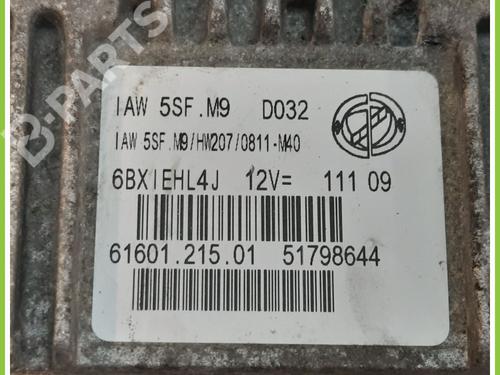 B-PARTS
IAW 5SF.M9 D032
IAW 5SF.M9/HW207/0811-M40
6BXIEHL4J 12V= 111 09
61601.215.01 51798644